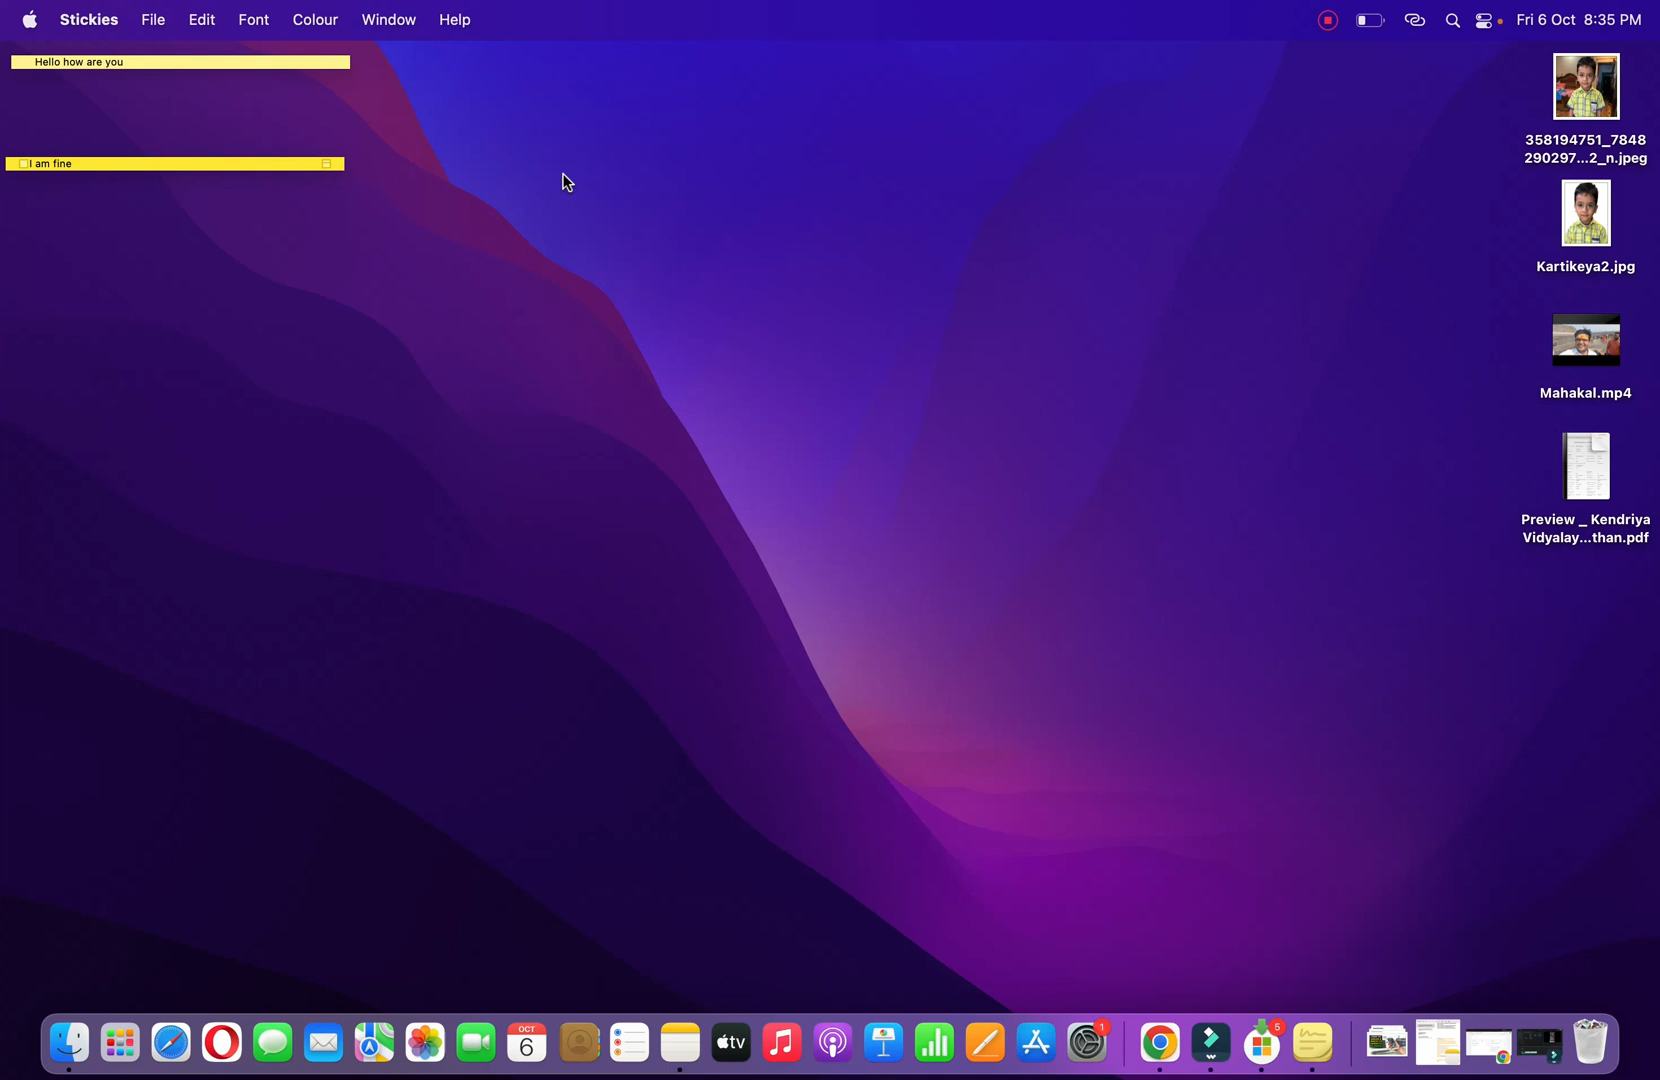 Stickies File Edit Font Colour Window Help Fri 6 Oct 8:35 PM
Hello how are you
I am fine
358194751_7848
290297...2_n.jpeg
Kartikeya2.jpg
Mahakal.mp4
Preview _ Kendriya
Vidyalay...than.pdf
OCT
6
tv
1
5